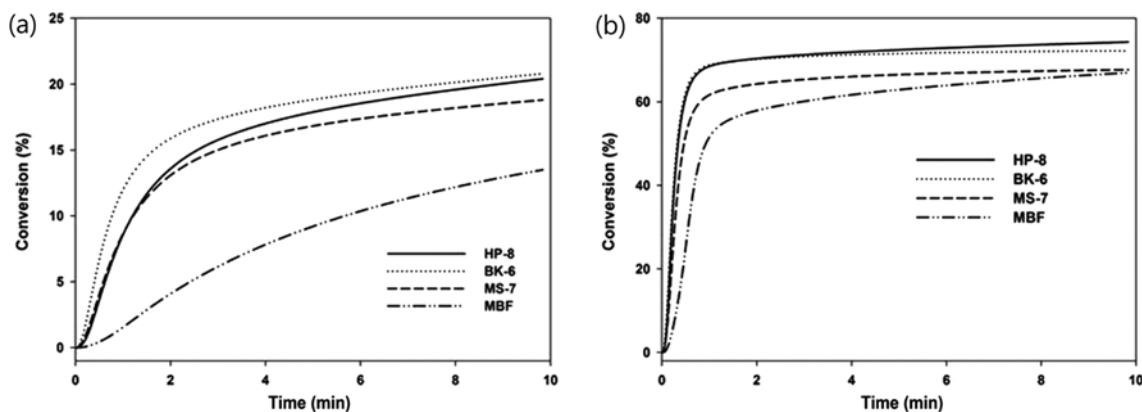 (a)
25
20
15
10
5
0
Conversion (%)
HP-8
BK-6
MS-7
MBF
0 2 4 6 8 10
Time (min)
(b)
80
60
40
20
0
Conversion (%)
HP-8
BK-6
MS-7
MBF
0 2 4 6 8 10
Time (min)